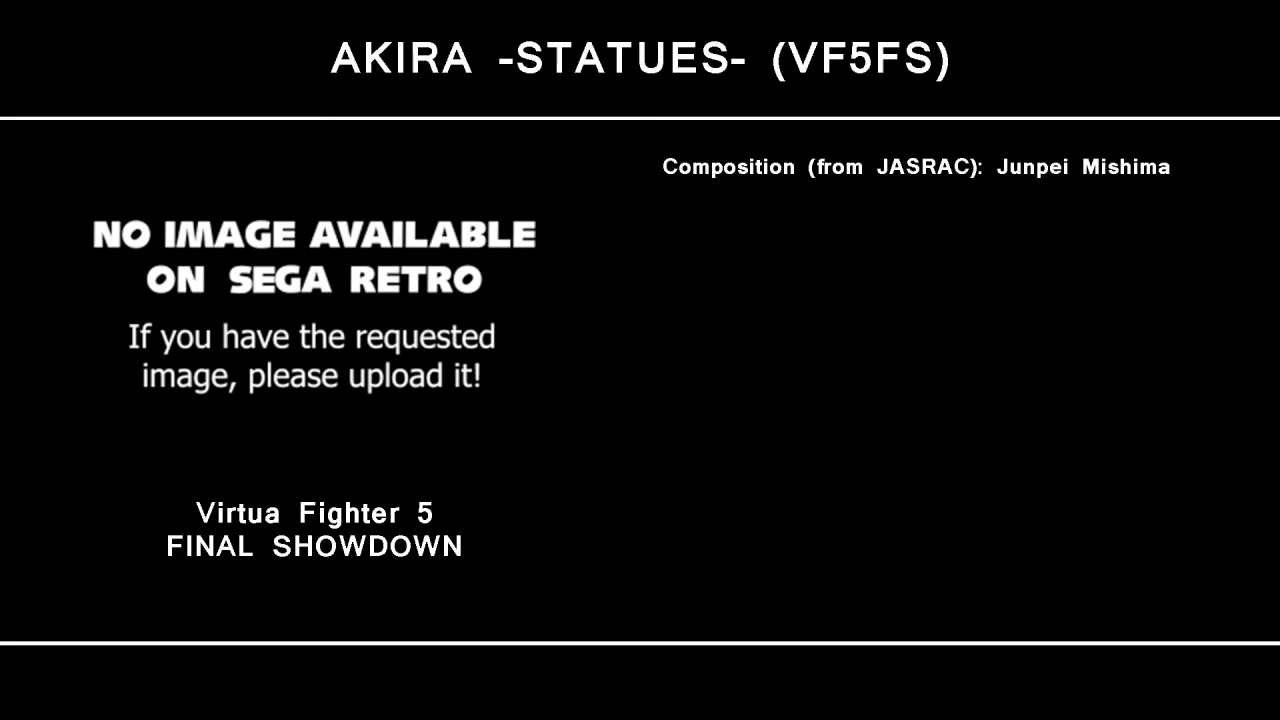 AKIRA -STATUES- (VF5FS)
Composition (from JASRAC): Junpei Mishima
NO IMAGE AVAILABLE
ON SEGA RETRO
If you have the requested
image, please upload it!
Virtua Fighter 5
FINAL SHOWDOWN